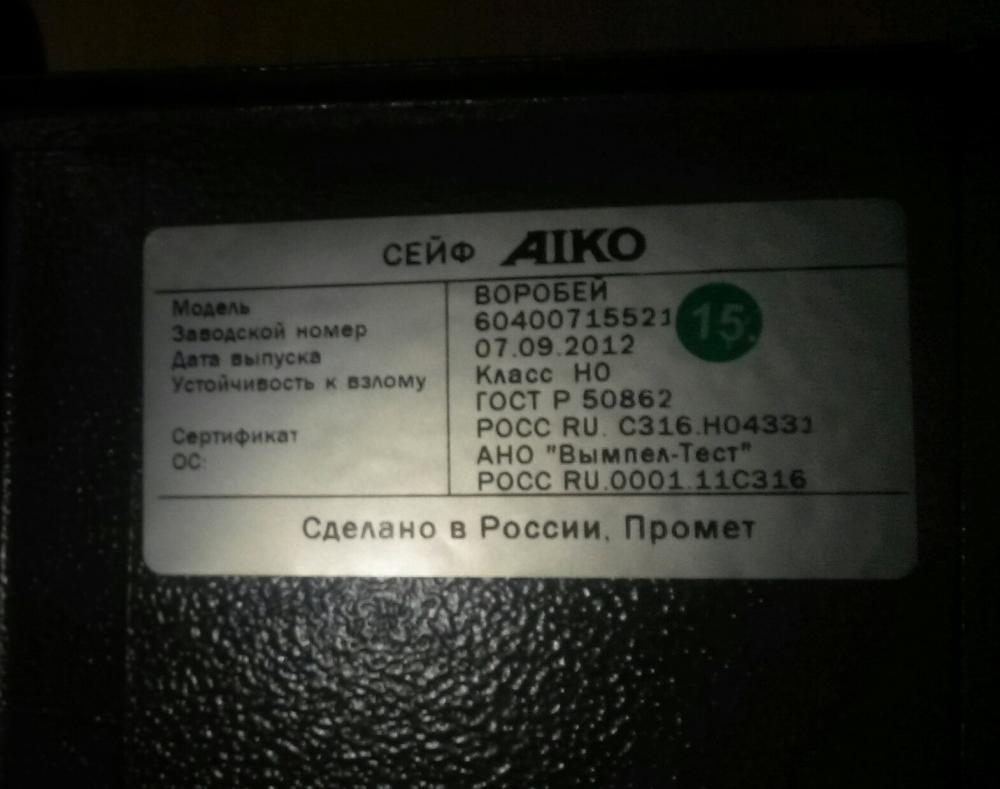 СЕЙФ AIKO
Модель ВОРОБЕЙ
Заводской номер 60400715521
15
Дата выпуска 07.09.2012
Устойчивость к взлому Класс Н0
ГОСТ Р 50862
Сертификат РОСС RU. С316.Н04331
ОС: АНО "Вымпел-Тест"
РОСС RU.0001.11С316
Сделано в России, Промет